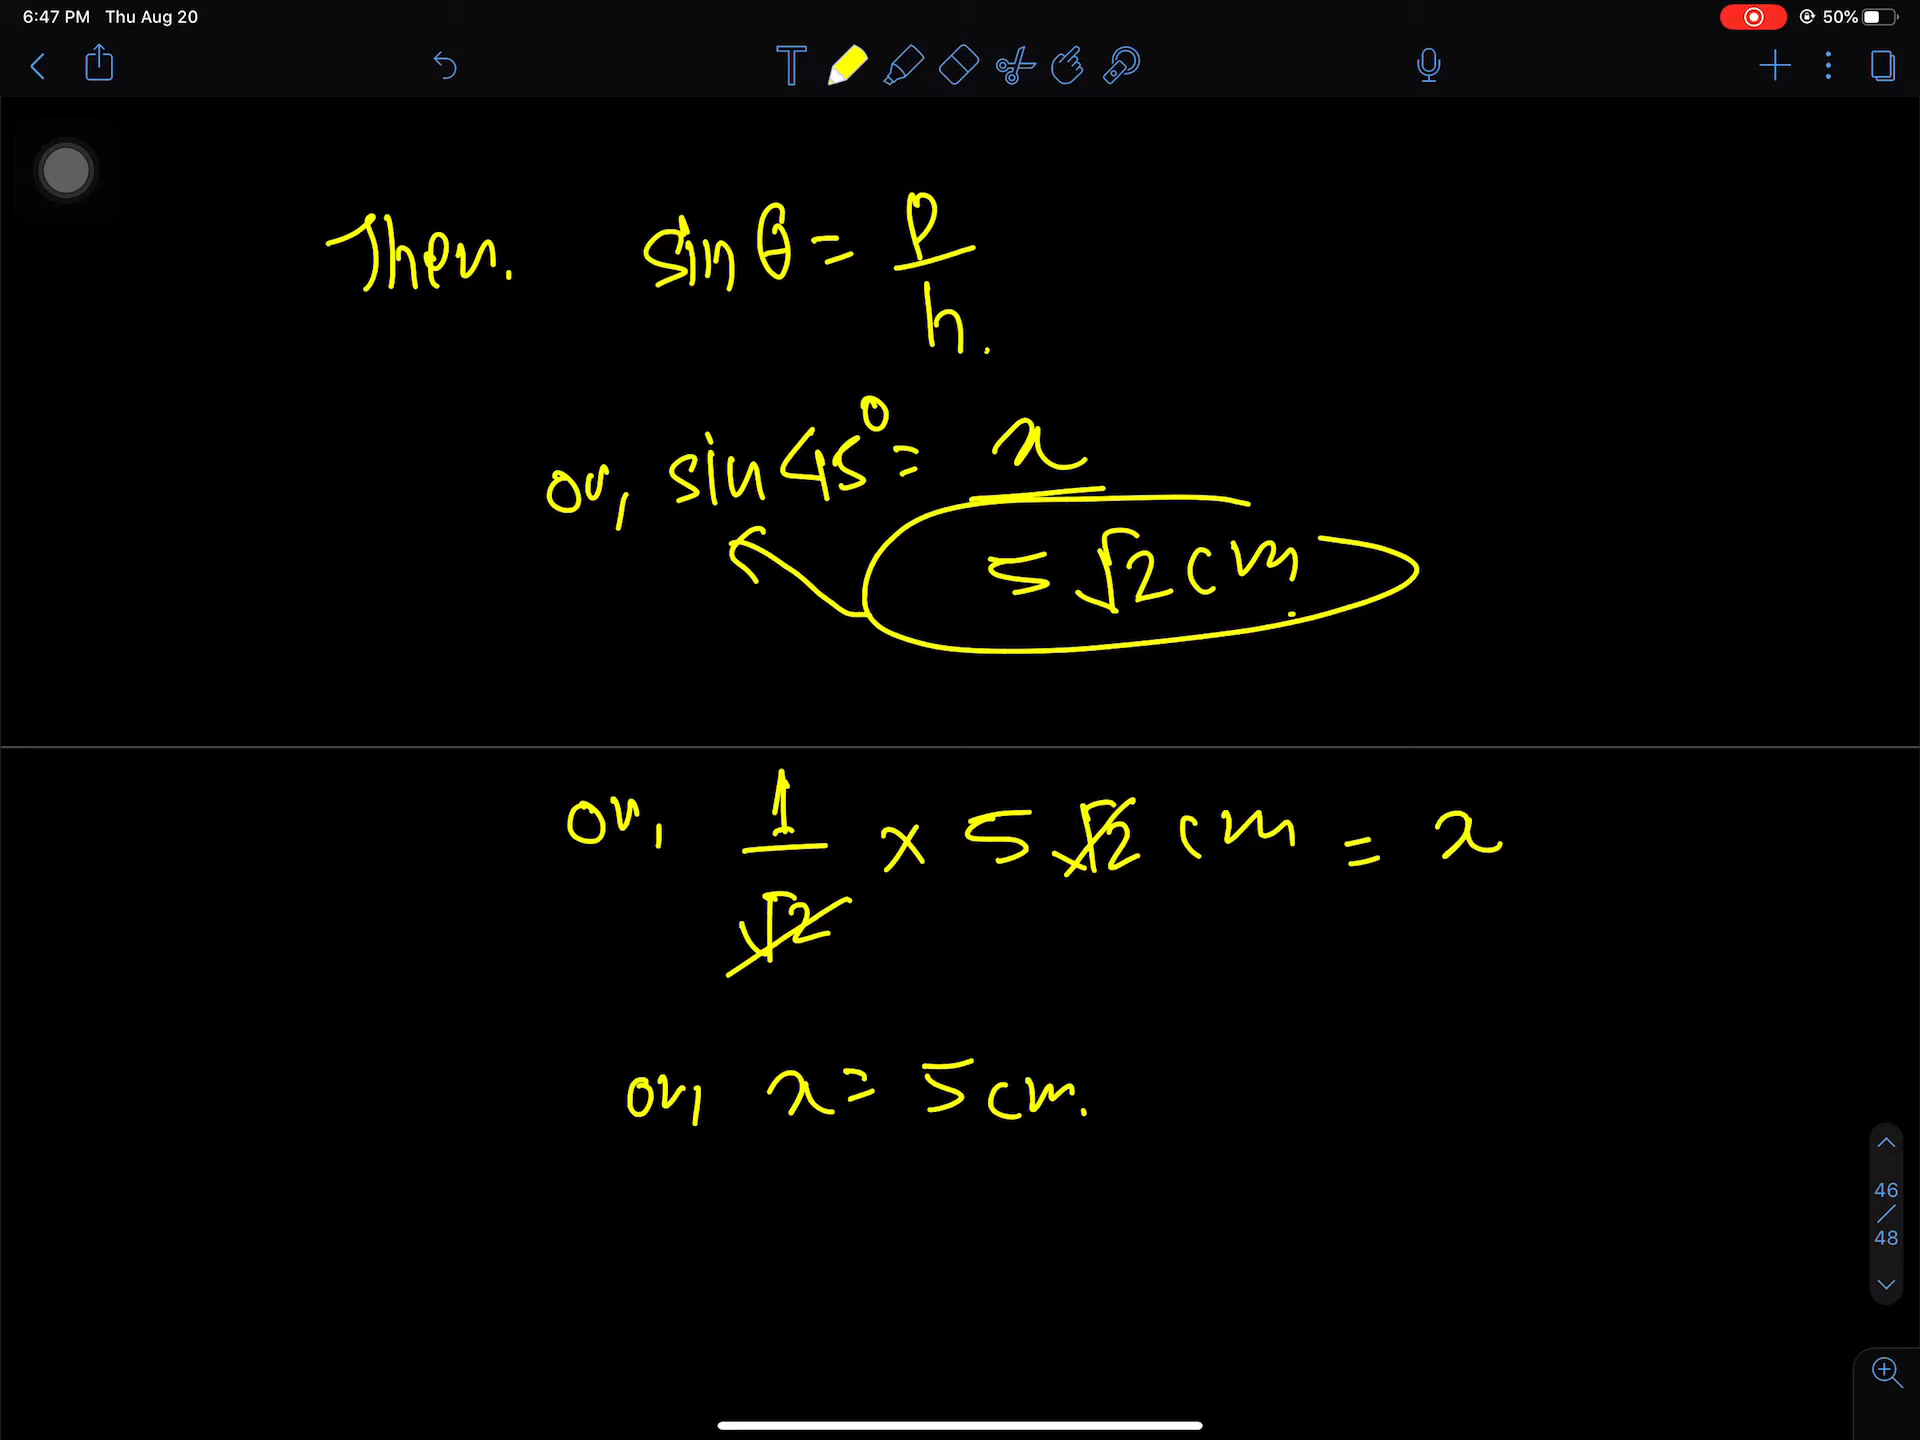 6:47 PM Thu Aug 20
50%
T
Then. sin θ = p/h.
or, sin 45° = x / 5√2 cm.
or, 1/√2 × 5√2 cm = x
or, x = 5 cm.
46
/
48